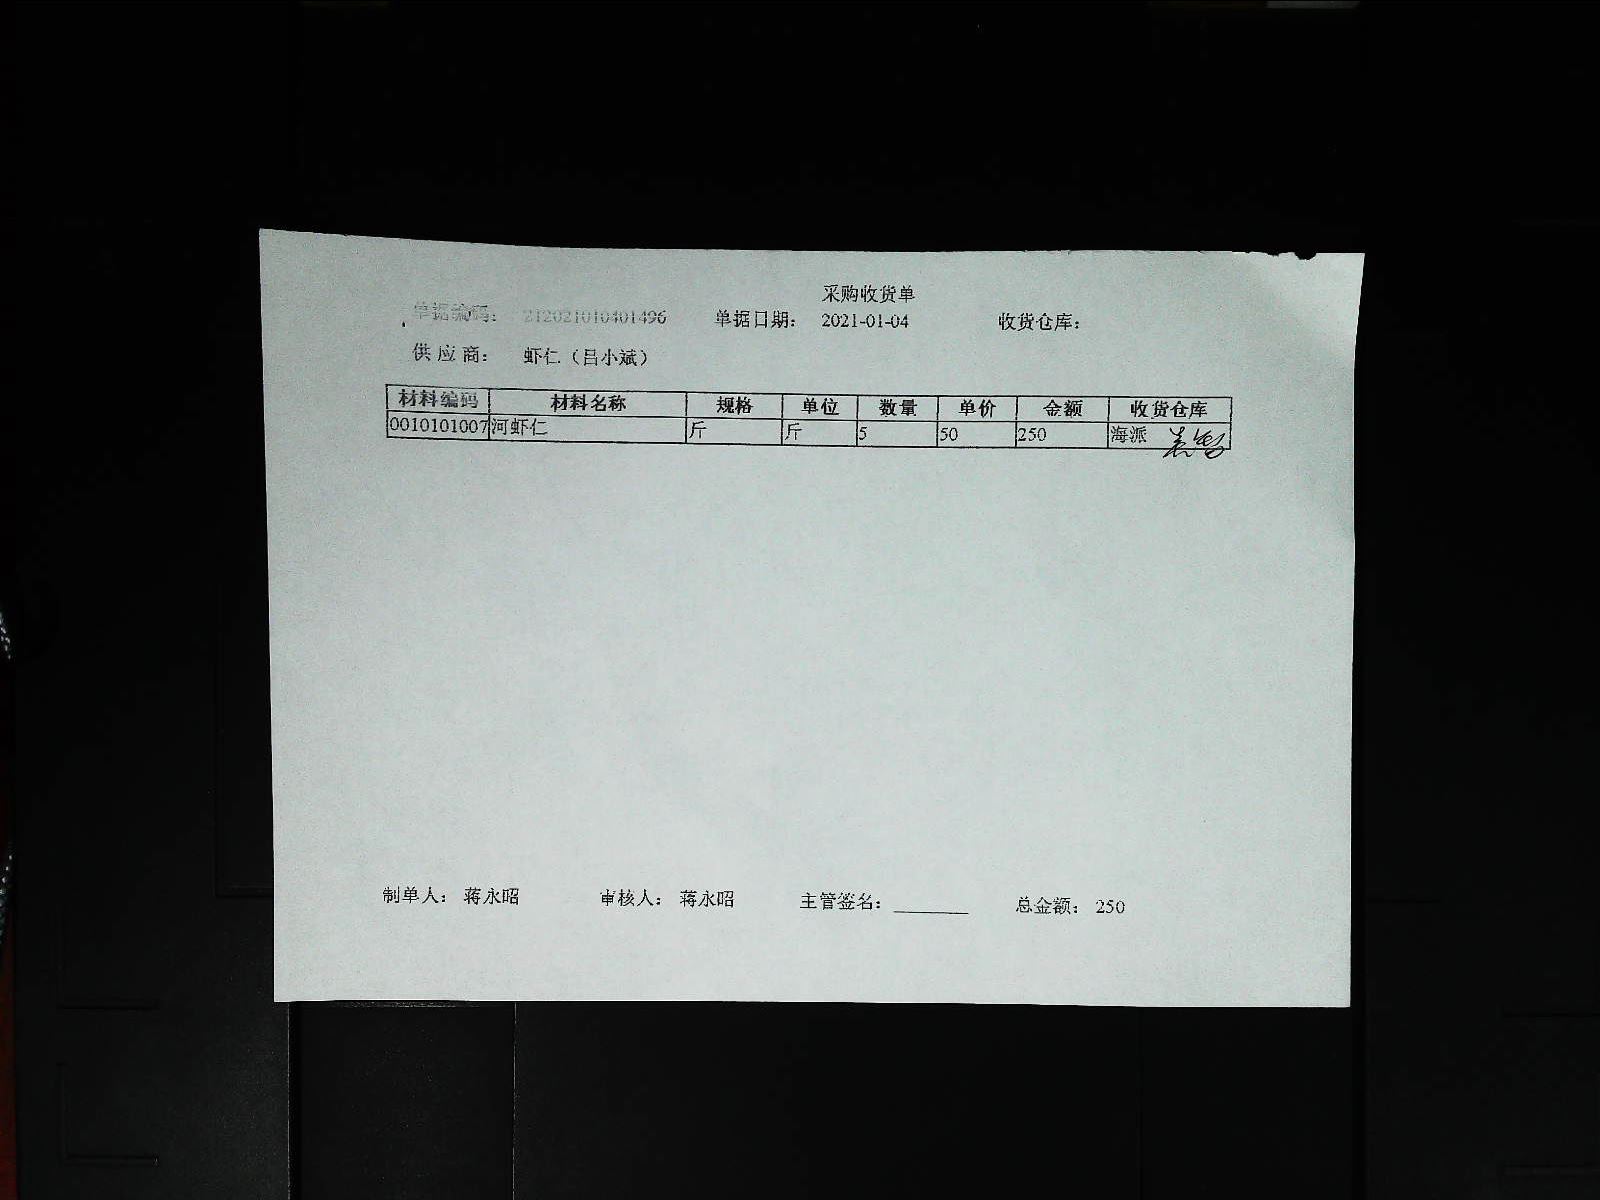 采购收货单
单据编码： 212021010401496 单据日期： 2021-01-04 收货仓库：
供 应 商： 虾仁（吕小斌）
材料编码 材料名称 规格 单位 数量 单价 金额 收货仓库
0010101007 河虾仁 斤 斤 5 50 250 海派
制单人： 蒋永昭 审核人： 蒋永昭 主管签名： 总金额： 250